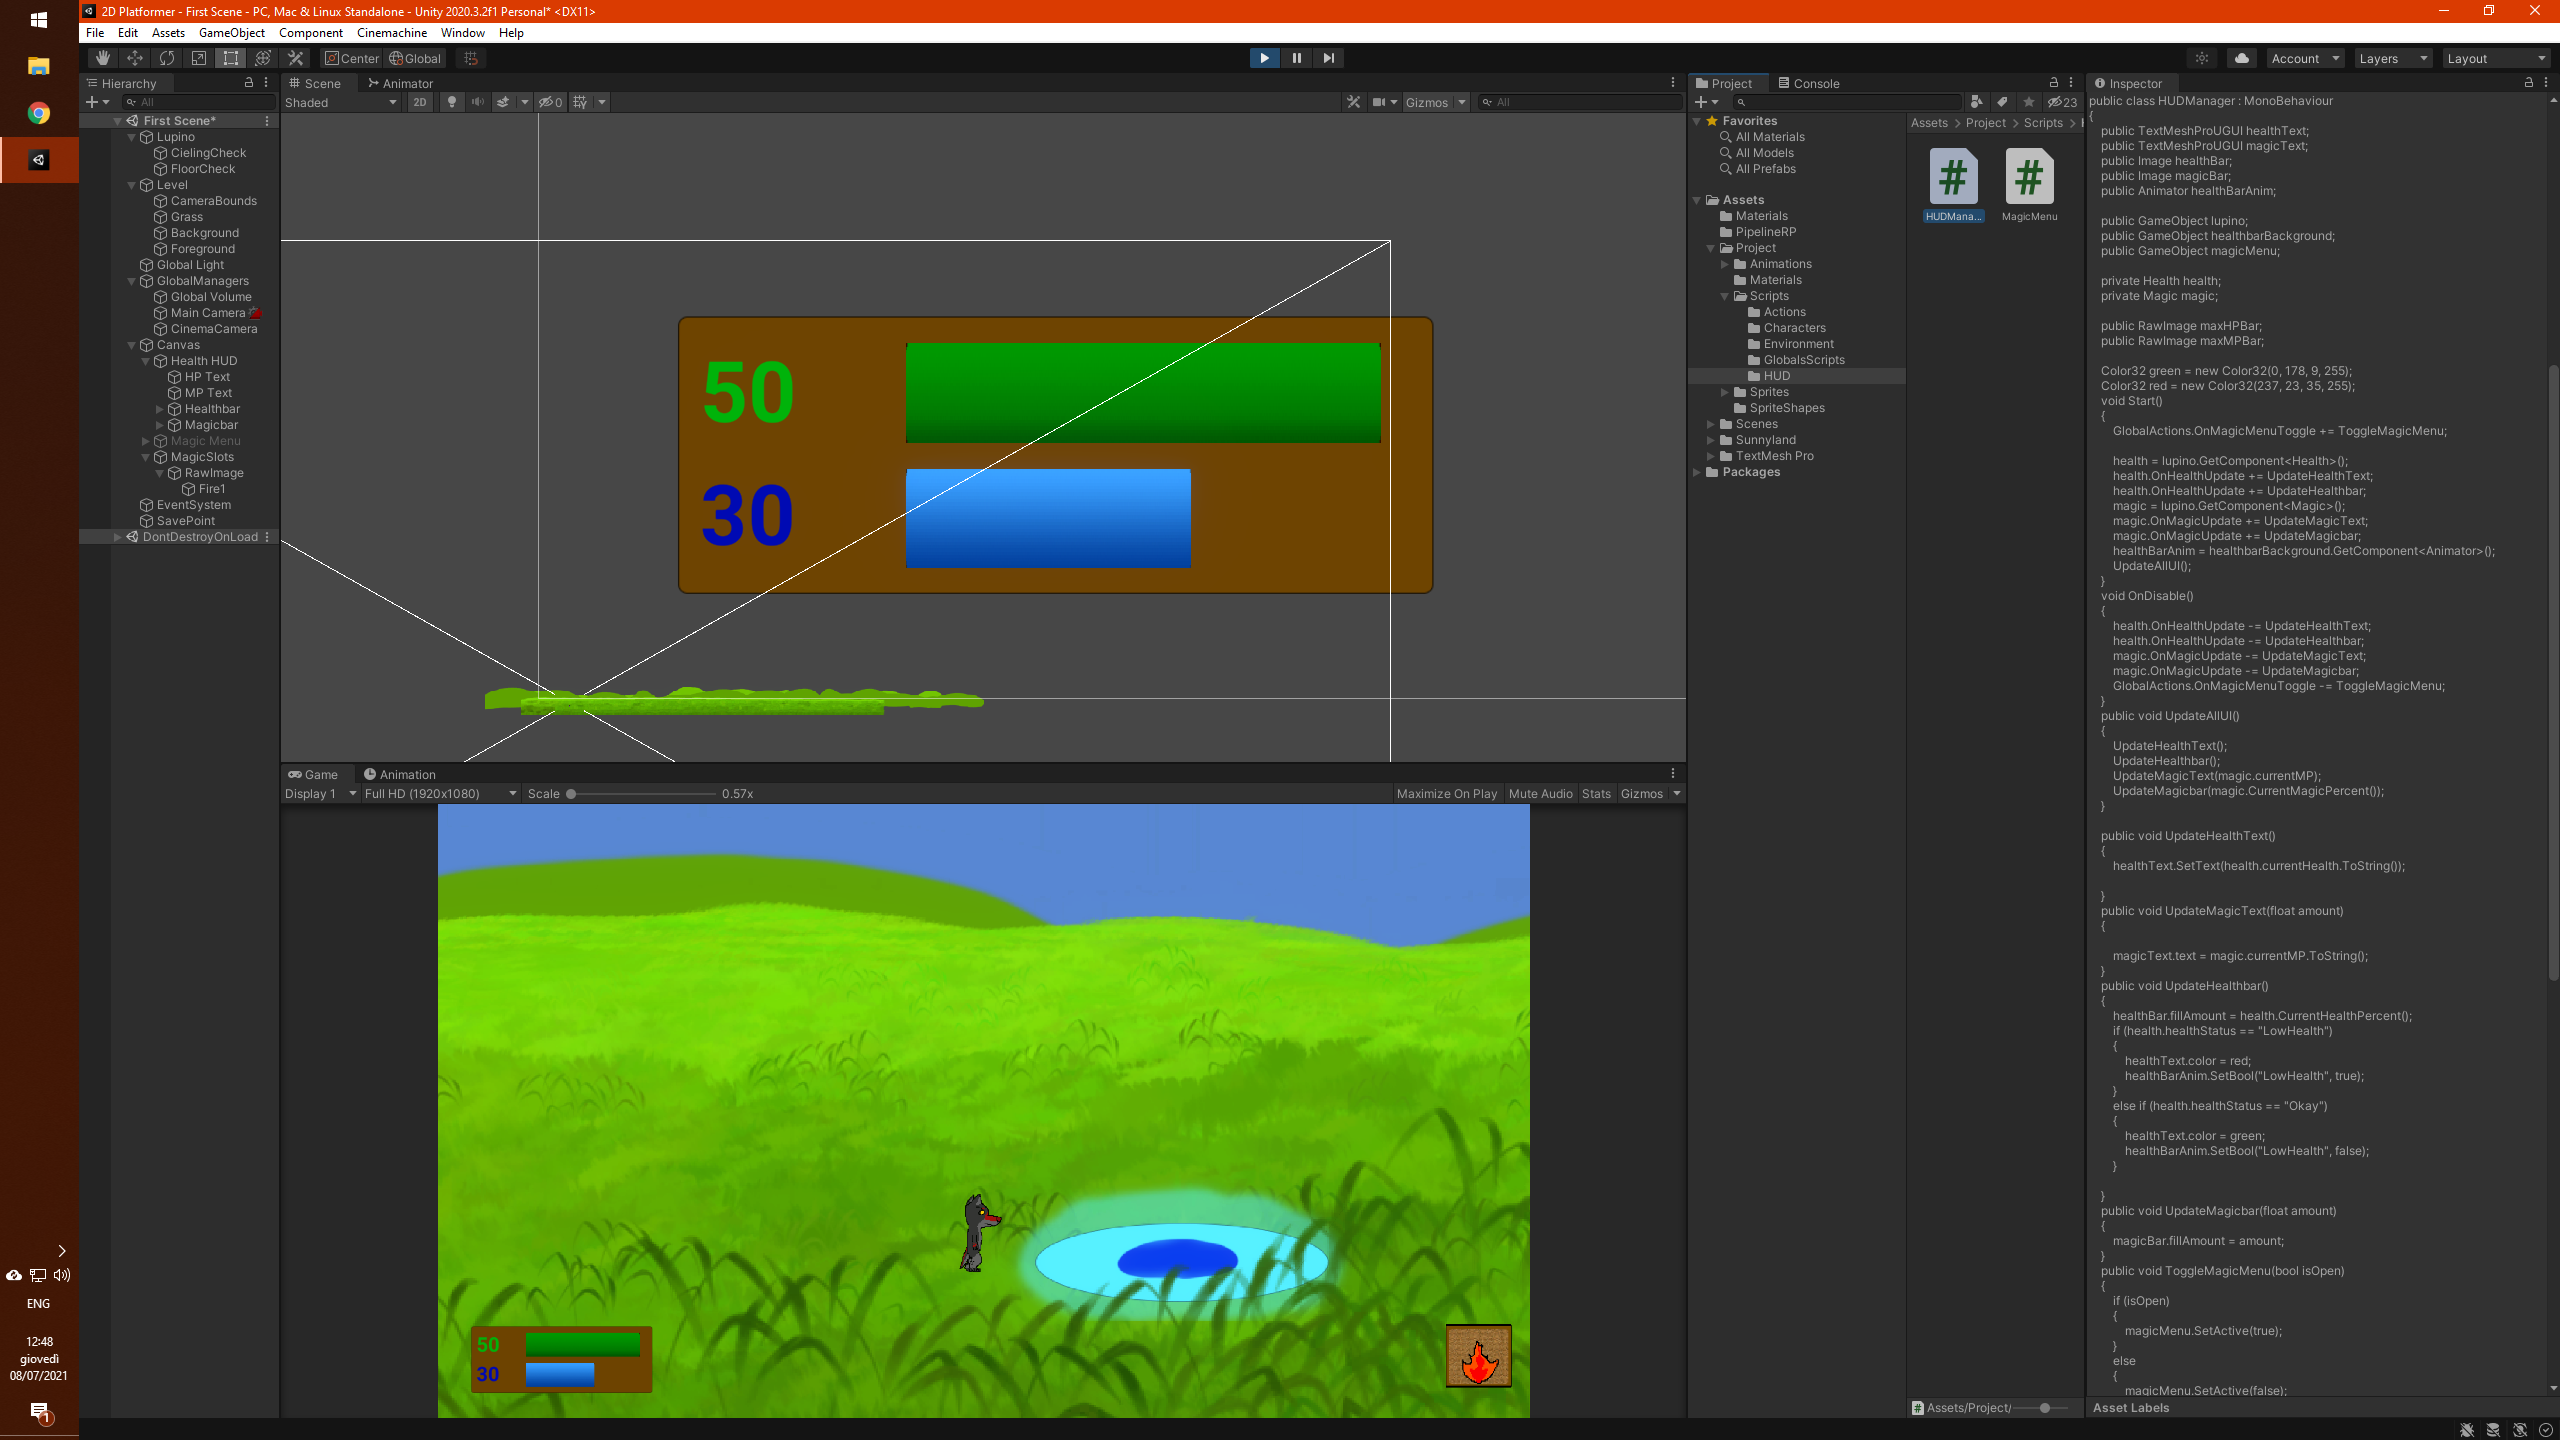 2D Platformer - First Scene - PC, Mac & Linux Standalone - Unity 2020.3.2f1 Personal* <DX11>
File Edit Assets GameObject Component Cinemachine Window Help
Center Global
Account Layers Layout
Hierarchy
All
First Scene*
Lupino
CielingCheck
FloorCheck
Level
CameraBounds
Grass
Background
Foreground
Global Light
GlobalManagers
Global Volume
Main Camera
CinemaCamera
Canvas
Health HUD
HP Text
MP Text
Healthbar
Magicbar
Magic Menu
MagicSlots
RawImage
Fire1
EventSystem
SavePoint
DontDestroyOnLoad
Scene Animator
Shaded 2D 0 Gizmos All
50
30
Game Animation
Display 1 Full HD (1920x1080) Scale 0.57x Maximize On Play Mute Audio Stats Gizmos
50
30
Project Console
23
Favorites
All Materials
All Models
All Prefabs
Assets
Materials
PipelineRP
Project
Animations
Materials
Scripts
Actions
Characters
Environment
GlobalsScripts
HUD
Sprites
SpriteShapes
Scenes
Sunnyland
TextMesh Pro
Packages
Assets > Project > Scripts >
HUDMana... MagicMenu
Assets/Project/
Inspector
public class HUDManager : MonoBehaviour
{
public TextMeshProUGUI healthText;
public TextMeshProUGUI magicText;
public Image healthBar;
public Image magicBar;
public Animator healthBarAnim;
public GameObject lupino;
public GameObject healthbarBackground;
public GameObject magicMenu;
private Health health;
private Magic magic;
public RawImage maxHPBar;
public RawImage maxMPBar;
Color32 green = new Color32(0, 178, 9, 255);
Color32 red = new Color32(237, 23, 35, 255);
void Start()
{
GlobalActions.OnMagicMenuToggle += ToggleMagicMenu;
health = lupino.GetComponent<Health>();
health.OnHealthUpdate += UpdateHealthText;
health.OnHealthUpdate += UpdateHealthbar;
magic = lupino.GetComponent<Magic>();
magic.OnMagicUpdate += UpdateMagicText;
magic.OnMagicUpdate += UpdateMagicbar;
healthBarAnim = healthbarBackground.GetComponent<Animator>();
UpdateAllUI();
}
void OnDisable()
{
health.OnHealthUpdate -= UpdateHealthText;
health.OnHealthUpdate -= UpdateHealthbar;
magic.OnMagicUpdate -= UpdateMagicText;
magic.OnMagicUpdate -= UpdateMagicbar;
GlobalActions.OnMagicMenuToggle -= ToggleMagicMenu;
}
public void UpdateAllUI()
{
UpdateHealthText();
UpdateHealthbar();
UpdateMagicText(magic.currentMP);
UpdateMagicbar(magic.CurrentMagicPercent());
}
public void UpdateHealthText()
{
healthText.SetText(health.currentHealth.ToString());
}
public void UpdateMagicText(float amount)
{
magicText.text = magic.currentMP.ToString();
}
public void UpdateHealthbar()
{
healthBar.fillAmount = health.CurrentHealthPercent();
if (health.healthStatus == "LowHealth")
{
healthText.color = red;
healthBarAnim.SetBool("LowHealth", true);
}
else if (health.healthStatus == "Okay")
{
healthText.color = green;
healthBarAnim.SetBool("LowHealth", false);
}
}
public void UpdateMagicbar(float amount)
{
magicBar.fillAmount = amount;
}
public void ToggleMagicMenu(bool isOpen)
{
if (isOpen)
{
magicMenu.SetActive(true);
}
else
{
magicMenu.SetActive(false);
Asset Labels
ENG
12:48
giovedì
08/07/2021
1